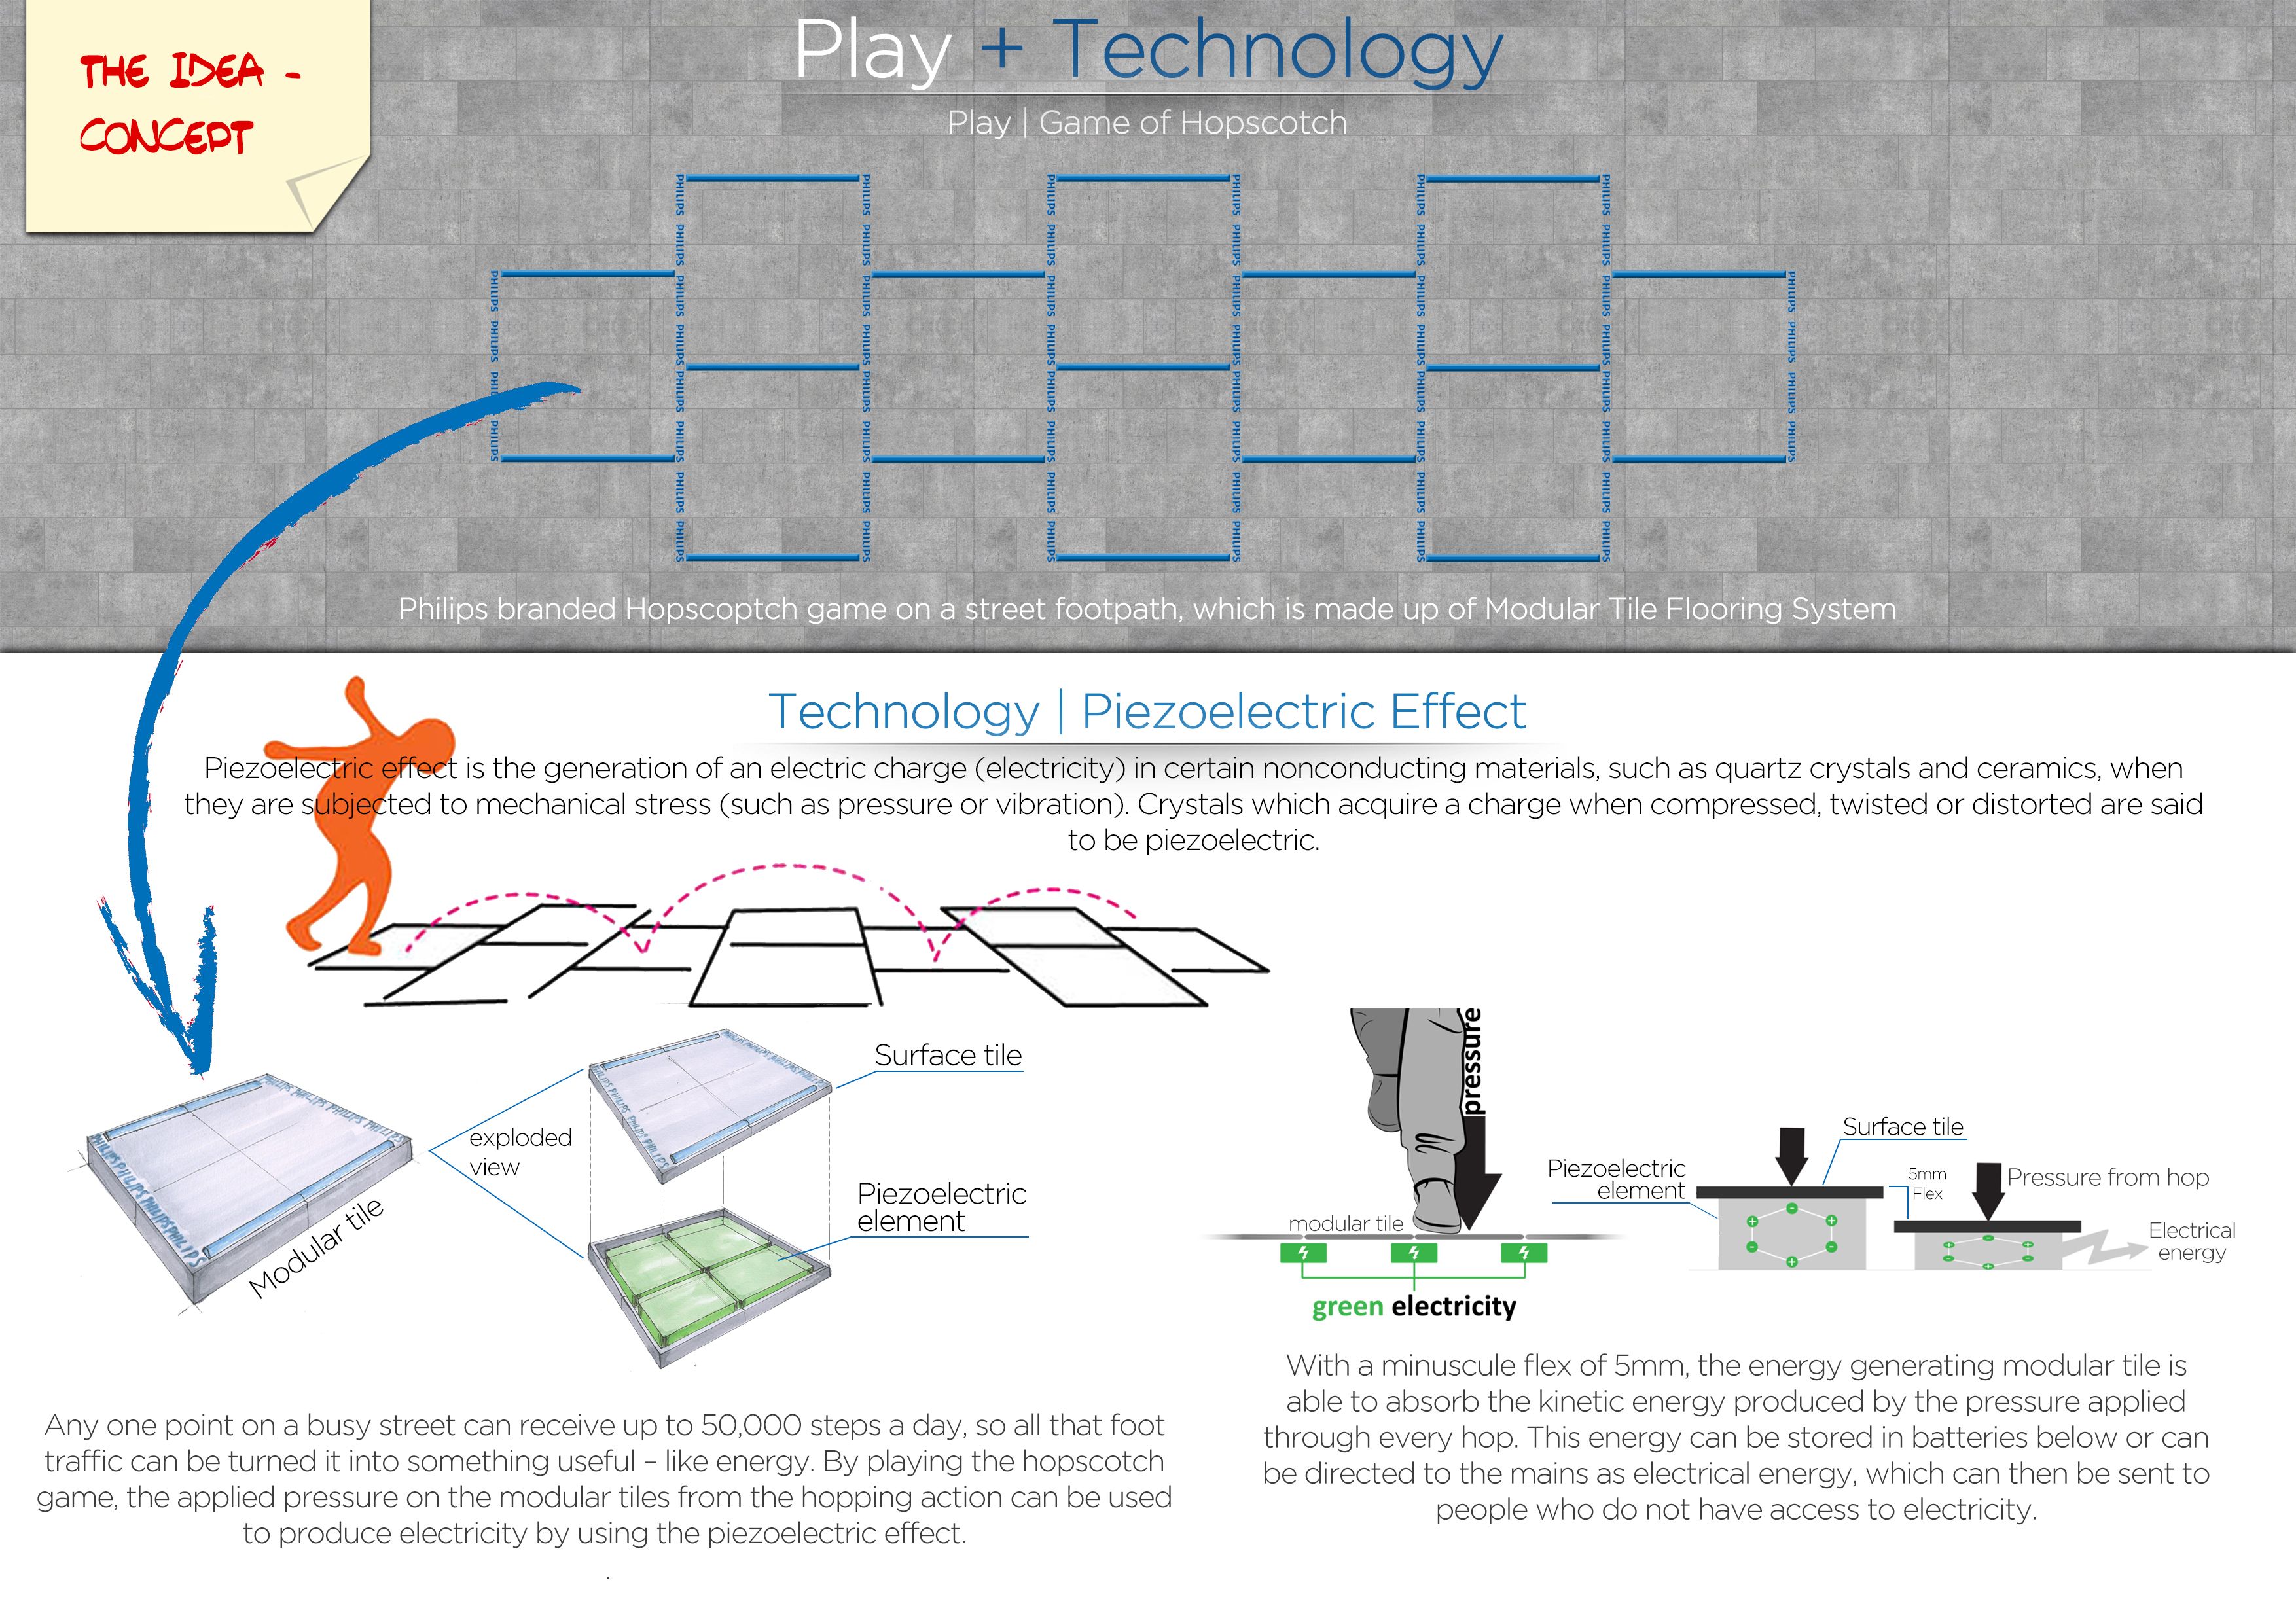 THE IDEA -
CONCEPT
Play + Technology
Play | Game of Hopscotch
PHILIPS PHILIPS PHILIPS PHILIPS
Philips branded Hopscoptch game on a street footpath, which is made up of Modular Tile Flooring System
Technology | Piezoelectric Effect
Piezoelectric effect is the generation of an electric charge (electricity) in certain nonconducting materials, such as quartz crystals and ceramics, when
they are subjected to mechanical stress (such as pressure or vibration). Crystals which acquire a charge when compressed, twisted or distorted are said
to be piezoelectric.
PHILIPS PHILIPS PHILIPS PHILIPS
Modular tile
exploded
view
Surface tile
Piezoelectric
element
pressure
modular tile
green electricity
Piezoelectric
element
Surface tile
5mm
Flex
Pressure from hop
Electrical
energy
Any one point on a busy street can receive up to 50,000 steps a day, so all that foot
traffic can be turned it into something useful – like energy. By playing the hopscotch
game, the applied pressure on the modular tiles from the hopping action can be used
to produce electricity by using the piezoelectric effect.
.
With a minuscule flex of 5mm, the energy generating modular tile is
able to absorb the kinetic energy produced by the pressure applied
through every hop. This energy can be stored in batteries below or can
be directed to the mains as electrical energy, which can then be sent to
people who do not have access to electricity.